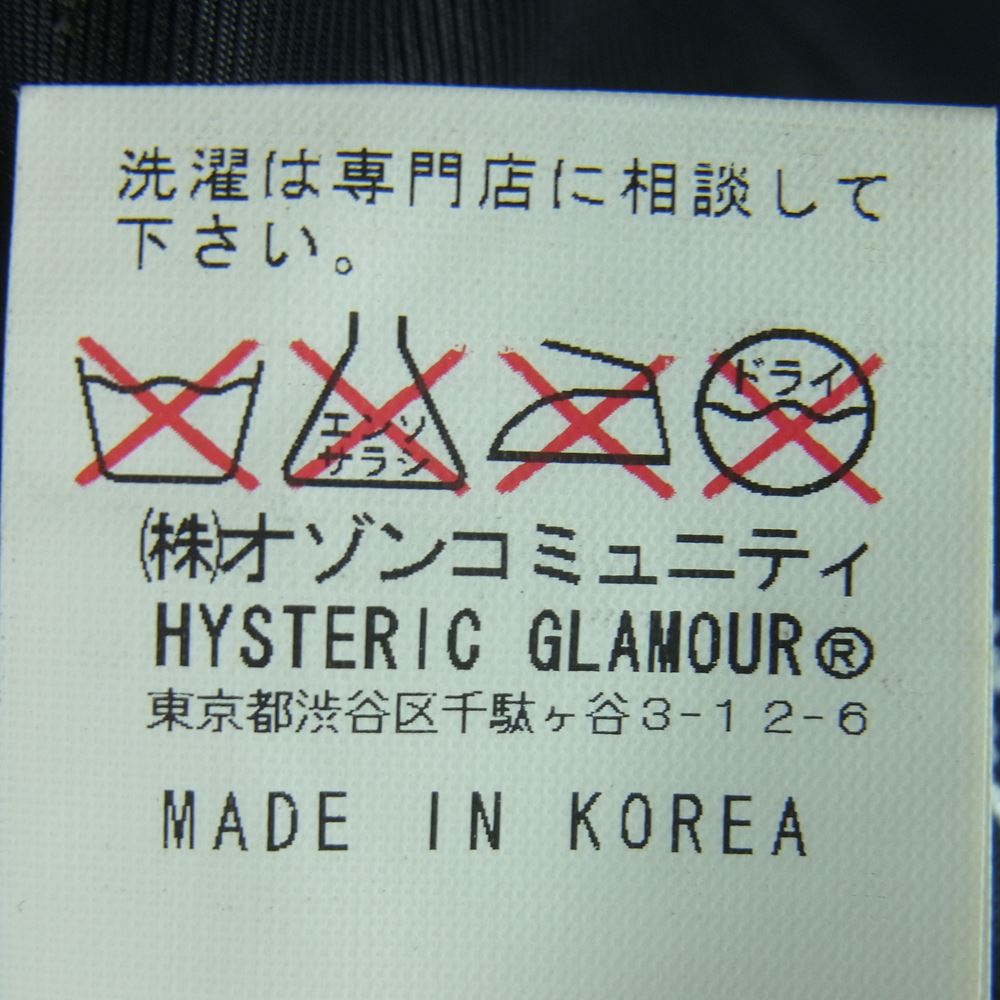 洗濯は専門店に相談して
下さい。
エンソ
サラシ
ドライ
㈱オゾンコミュニティ
HYSTERIC GLAMOUR®
東京都渋谷区千駄ヶ谷3-12-6
MADE IN KOREA